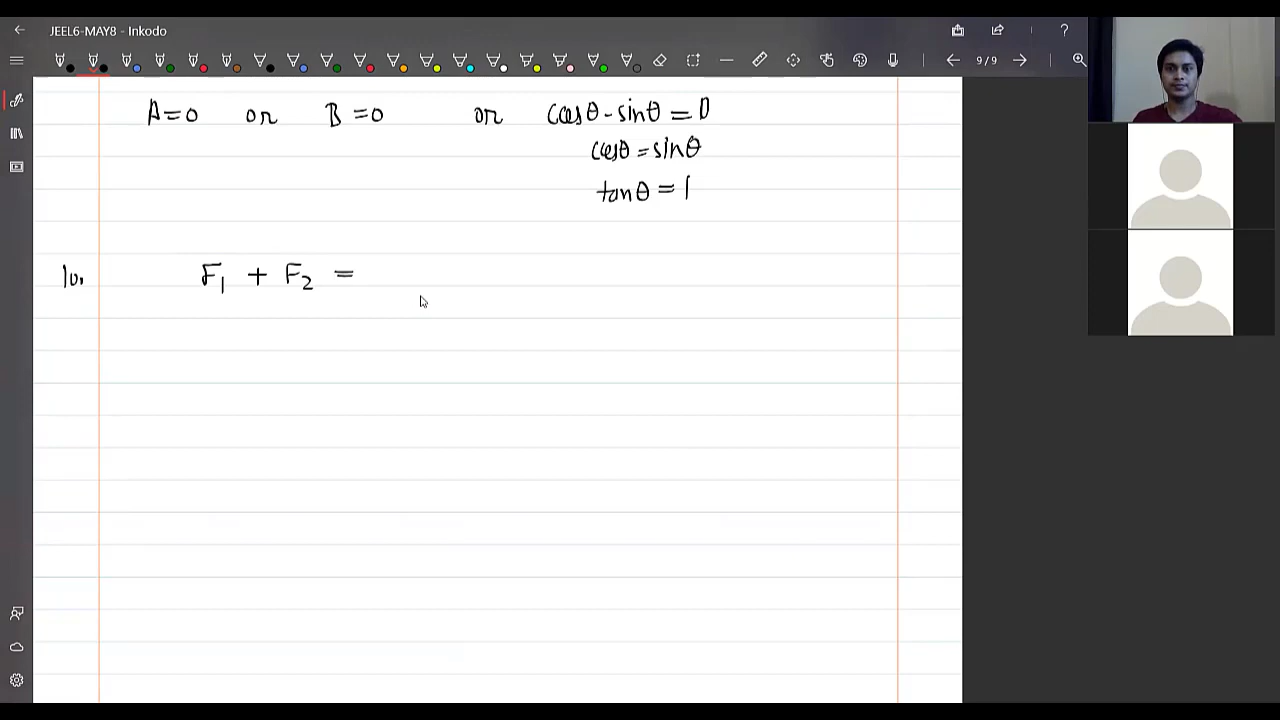 JEEL6-MAY8 - Inkodo
9/9
A=0 or B=0 or cosθ-sinθ=0
cosθ=sinθ
tanθ=1
10. F₁ + F₂ =